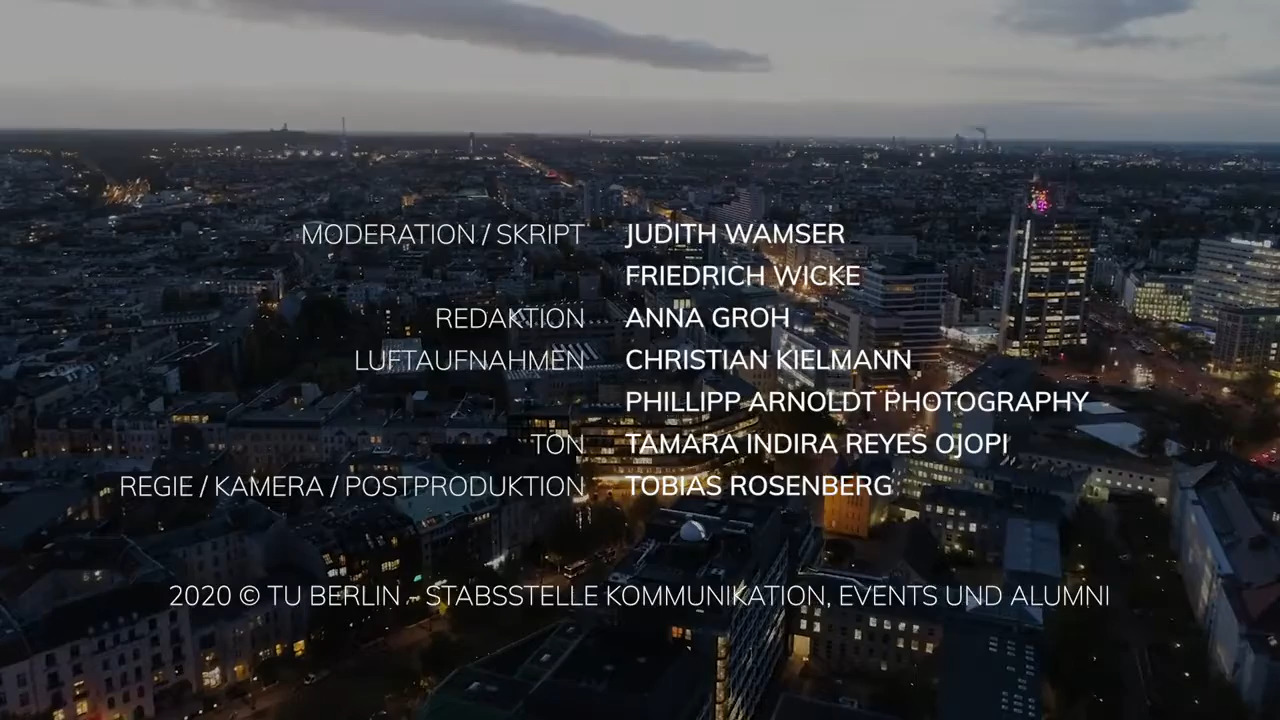 MODERATION / SKRIPT JUDITH WAMSER
FRIEDRICH WICKE
REDAKTION ANNA GROH
LUFTAUFNAHMEN CHRISTIAN KIELMANN
PHILLIPP ARNOLDT PHOTOGRAPHY
TON TAMARA INDIRA REYES OJOPI
REGIE / KAMERA / POSTPRODUKTION TOBIAS ROSENBERG
2020 © TU BERLIN - STABSSTELLE KOMMUNIKATION, EVENTS UND ALUMNI